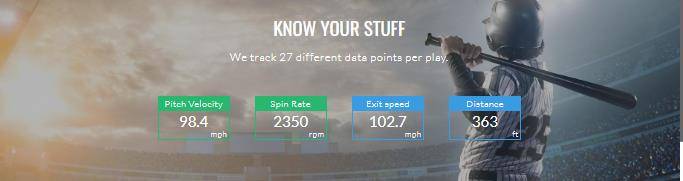 KNOW YOUR STUFF
We track 27 different data points per play.
Pitch Velocity
98.4
mph
Spin Rate
2350
rpm
Exit speed
102.7
mph
Distance
363
ft